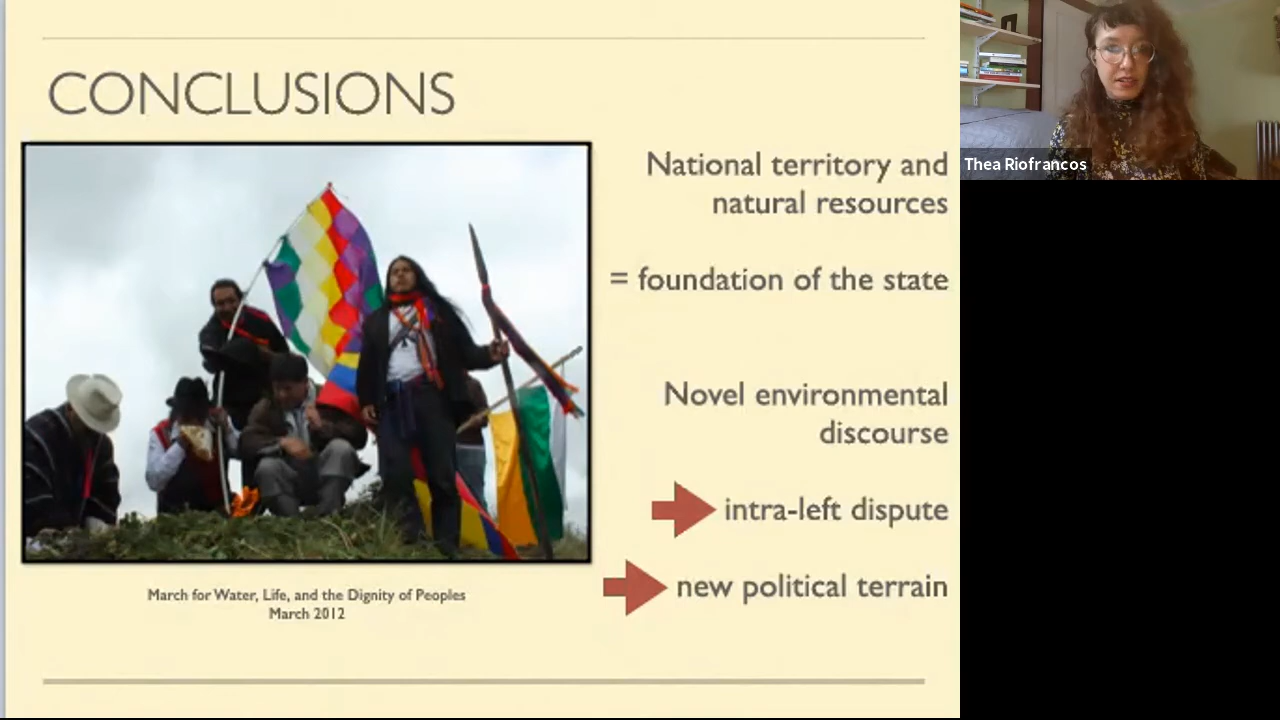 CONCLUSIONS
National territory and
natural resources
= foundation of the state
Novel environmental
discourse
intra-left dispute
new political terrain
March for Water, Life, and the Dignity of Peoples
March 2012
Thea Riofrancos